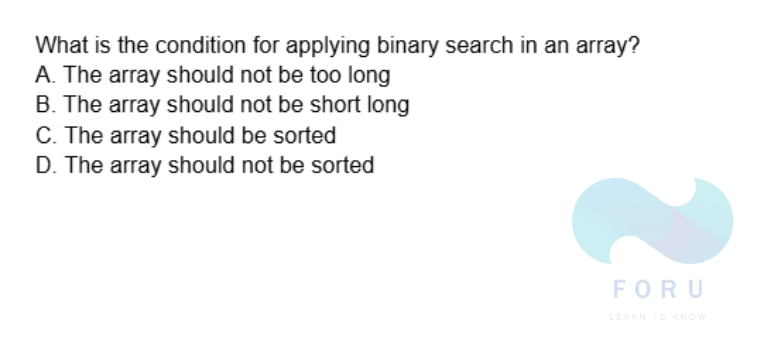 What is the condition for applying binary search in an array?
A. The array should not be too long
B. The array should not be short long
C. The array should be sorted
D. The array should not be sorted
FORU
LEARN TO KNOW